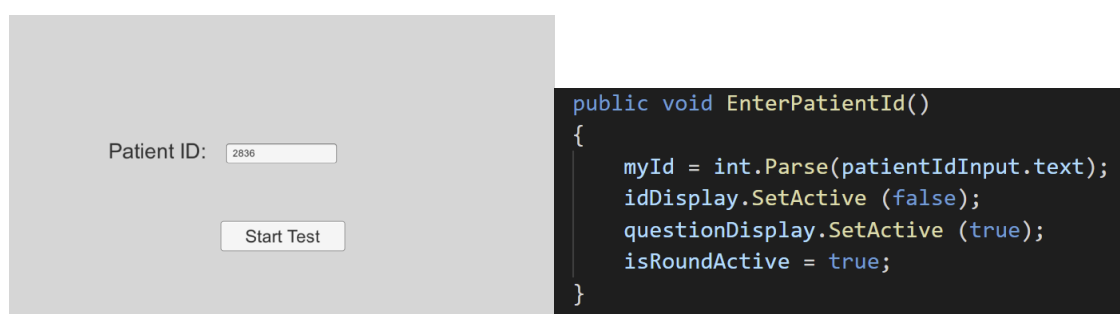 Patient ID: 2836
Start Test
public void EnterPatientId()
{
myId = int.Parse(patientIdInput.text);
idDisplay.SetActive (false);
questionDisplay.SetActive (true);
isRoundActive = true;
}